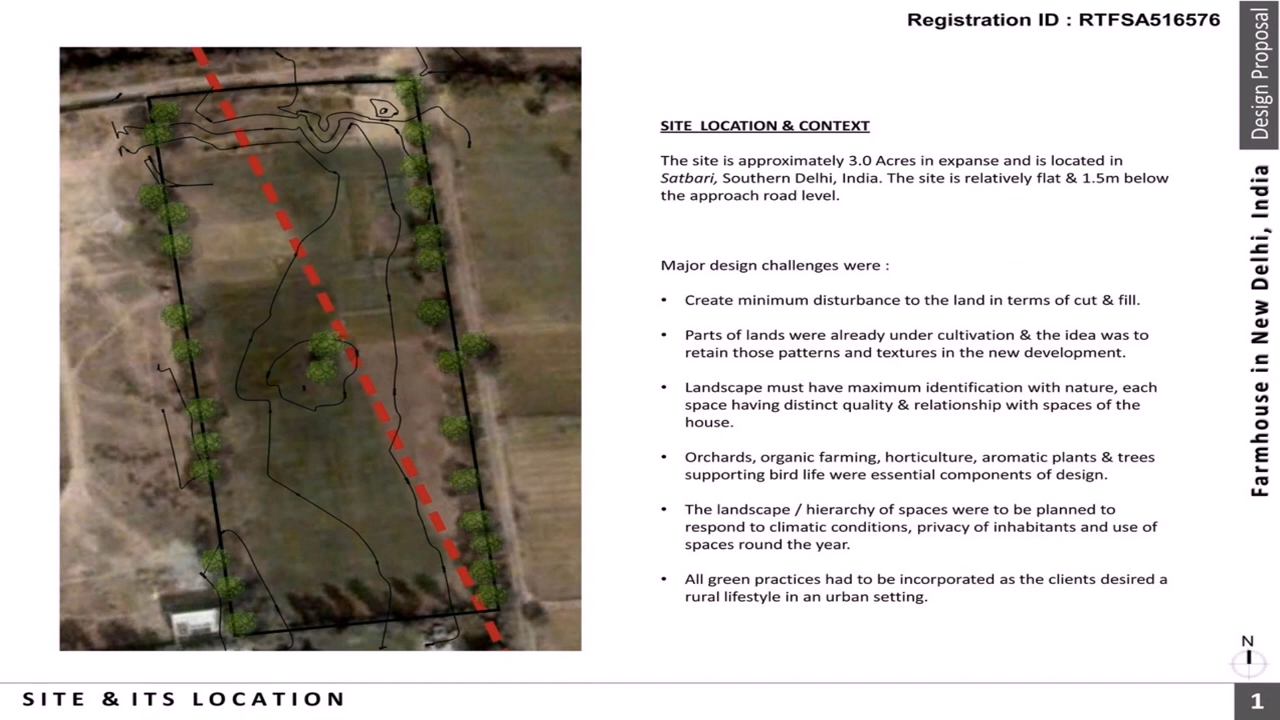 Registration ID : RTFSA516576
Design Proposal
Farmhouse in New Delhi, India
SITE LOCATION & CONTEXT
The site is approximately 3.0 Acres in expanse and is located in
Satbari, Southern Delhi, India. The site is relatively flat & 1.5m below
the approach road level.
Major design challenges were :
• Create minimum disturbance to the land in terms of cut & fill.
• Parts of lands were already under cultivation & the idea was to
retain those patterns and textures in the new development.
• Landscape must have maximum identification with nature, each
space having distinct quality & relationship with spaces of the
house.
• Orchards, organic farming, horticulture, aromatic plants & trees
supporting bird life were essential components of design.
• The landscape / hierarchy of spaces were to be planned to
respond to climatic conditions, privacy of inhabitants and use of
spaces round the year.
• All green practices had to be incorporated as the clients desired a
rural lifestyle in an urban setting.
N
SITE & ITS LOCATION
1